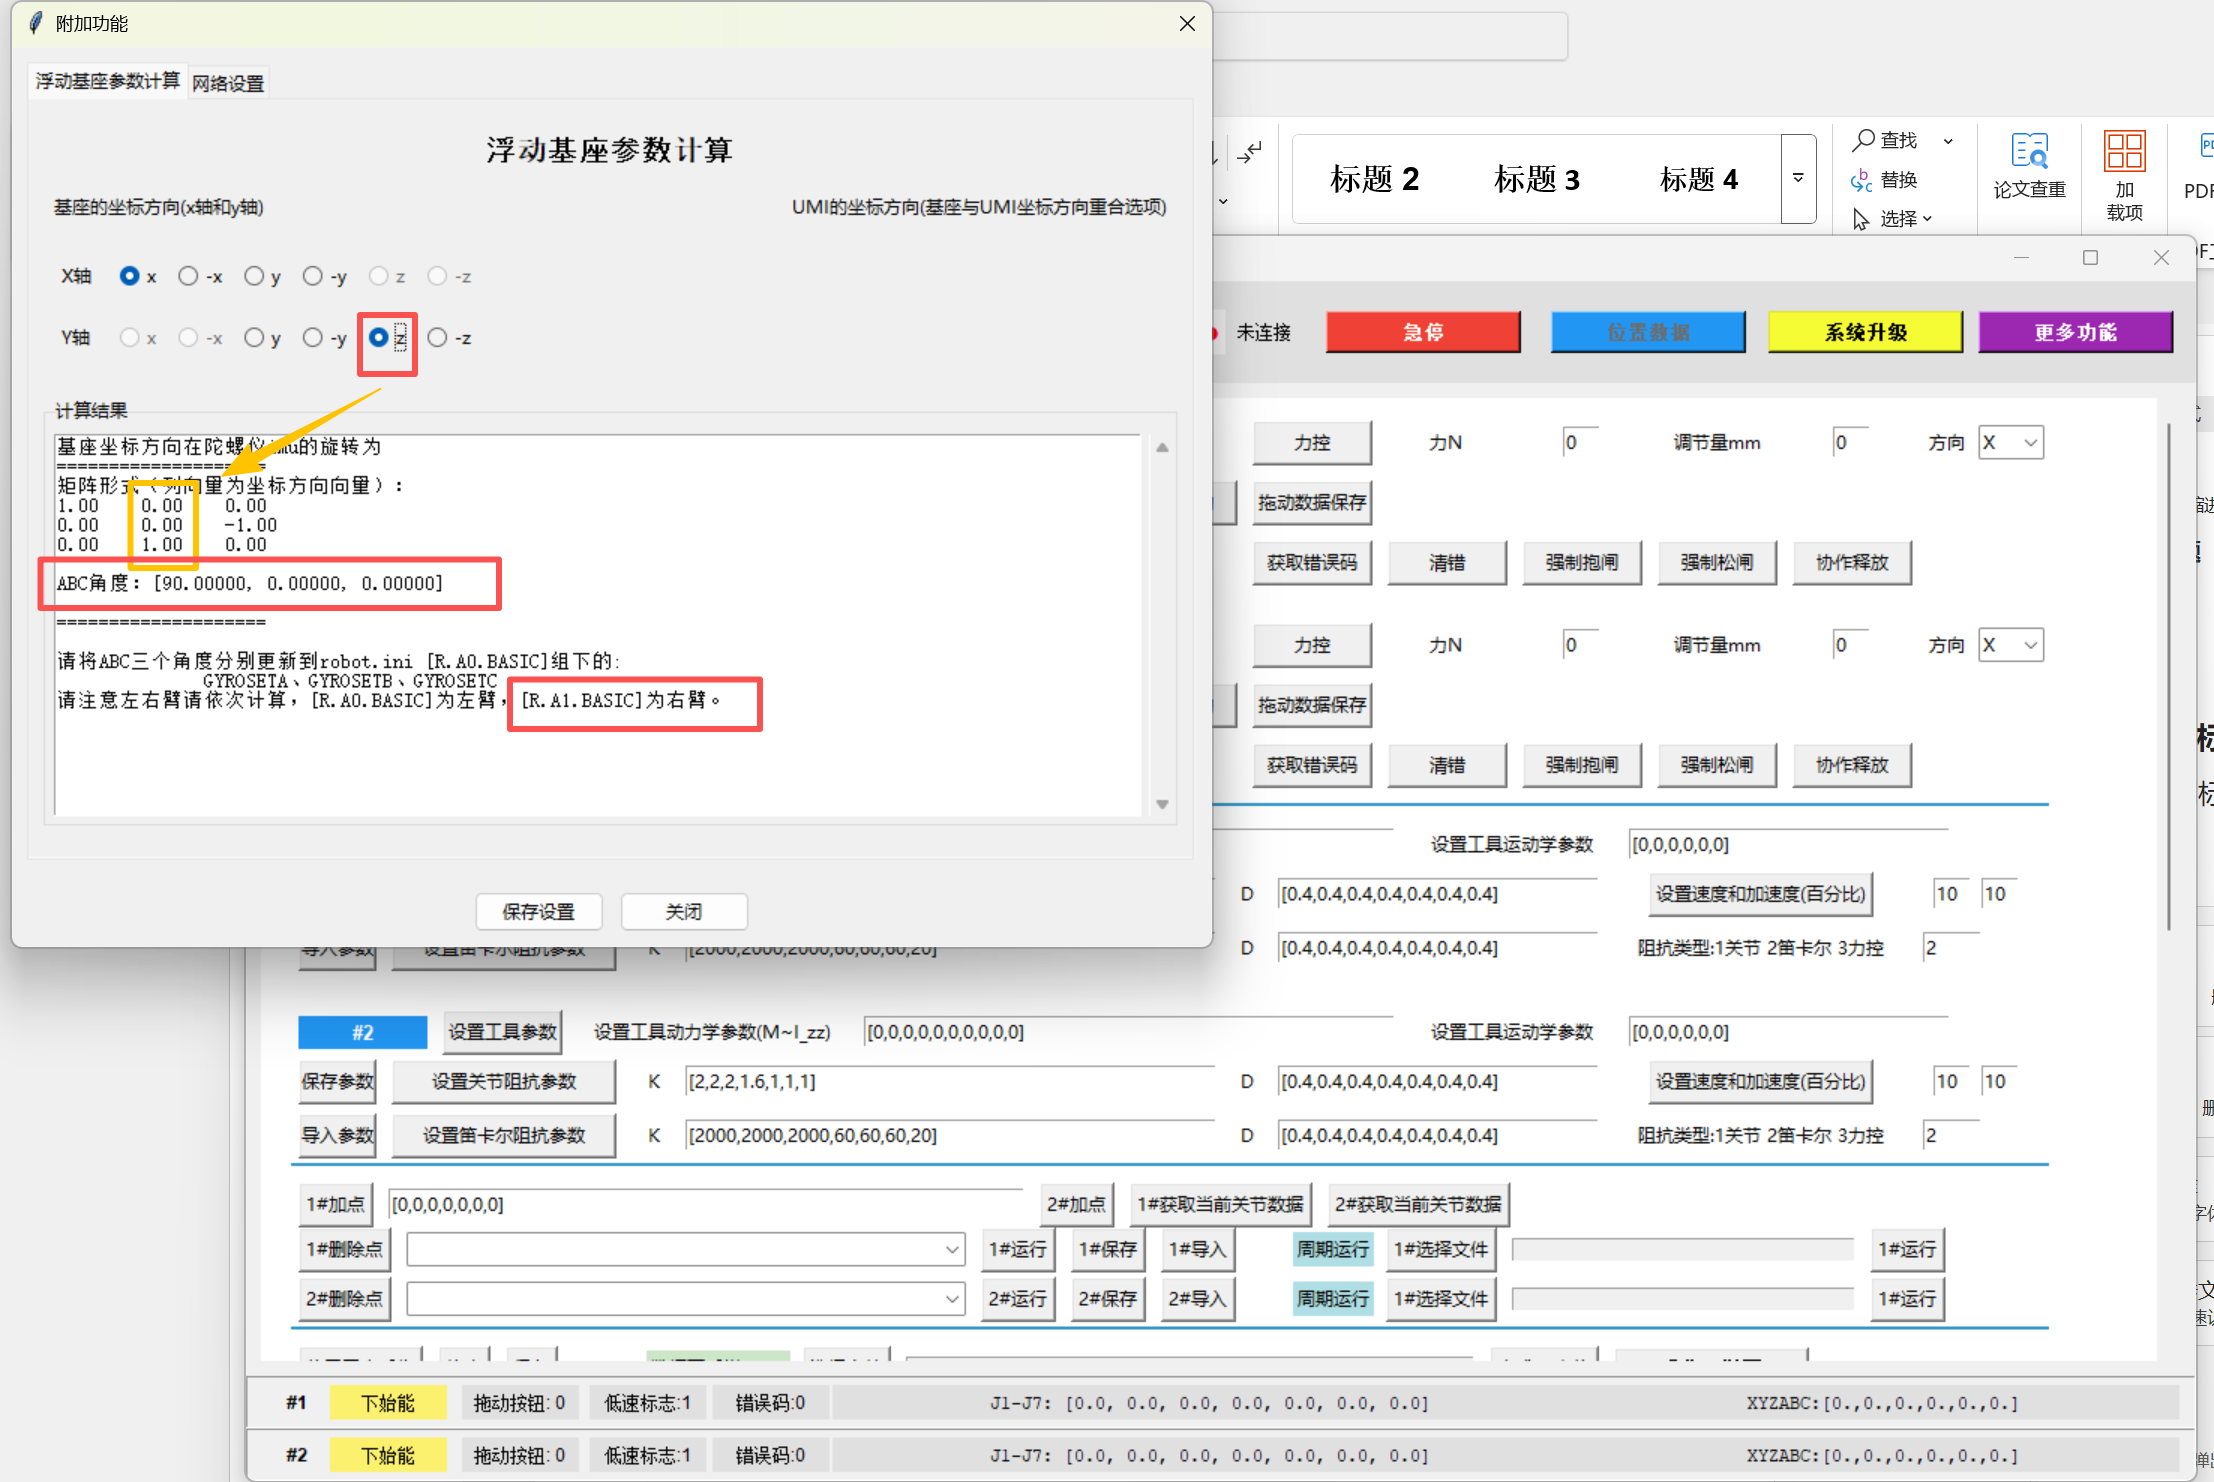 附加功能
浮动基座参数计算 网络设置
浮动基座参数计算
基座的坐标方向(x轴和y轴) UMI的坐标方向(基座与UMI坐标方向重合选项)
X轴 x -x y -y z -z
Y轴 x -x y -y z -z
计算结果
基座坐标方向在陀螺仪 的旋转为
====================
矩阵形式（列向量为坐标方向向量）:
1.00 0.00 0.00
0.00 0.00 -1.00
0.00 1.00 0.00
ABC角度: [90.00000, 0.00000, 0.00000]
====================
请将ABC三个角度分别更新到robot.ini [R.A0.BASIC]组下的:
GYROSETA、GYROSETB、GYROSETC
请注意左右臂请依次计算, [R.A0.BASIC]为左臂, [R.A1.BASIC]为右臂。
保存设置 关闭
标题 2 标题 3 标题 4
查找
替换
选择
论文查重
加
载项
PDF
未连接 急停 位置数据 系统升级 更多功能
力控 力N 0 调节量mm 0 方向 X
拖动数据保存
获取错误码 清错 强制抱闸 强制松闸 协作释放
力控 力N 0 调节量mm 0 方向 X
拖动数据保存
获取错误码 清错 强制抱闸 强制松闸 协作释放
设置工具运动学参数 [0,0,0,0,0,0]
D [0.4,0.4,0.4,0.4,0.4,0.4,0.4] 设置速度和加速度(百分比) 10 10
导入参数 设置笛卡尔阻抗参数 K [2000,2000,2000,60,60,60,20] D [0.4,0.4,0.4,0.4,0.4,0.4,0.4] 阻抗类型:1关节 2笛卡尔 3力控 2
#2 设置工具参数 设置工具动力学参数(M~I_zz) [0,0,0,0,0,0,0,0,0,0] 设置工具运动学参数 [0,0,0,0,0,0]
保存参数 设置关节阻抗参数 K [2,2,2,1.6,1,1,1] D [0.4,0.4,0.4,0.4,0.4,0.4,0.4] 设置速度和加速度(百分比) 10 10
导入参数 设置笛卡尔阻抗参数 K [2000,2000,2000,60,60,60,20] D [0.4,0.4,0.4,0.4,0.4,0.4,0.4] 阻抗类型:1关节 2笛卡尔 3力控 2
1#加点 [0,0,0,0,0,0,0] 2#加点 1#获取当前关节数据 2#获取当前关节数据
1#删除点 1#运行 1#保存 1#导入 周期运行 1#选择文件 1#运行
2#删除点 2#运行 2#保存 2#导入 周期运行 1#选择文件 1#运行
#1 下始能 拖动按钮: 0 低速标志:1 错误码:0 J1-J7: [0.0, 0.0, 0.0, 0.0, 0.0, 0.0, 0.0] XYZABC:[0.,0.,0.,0.,0.,0.]
#2 下始能 拖动按钮: 0 低速标志:1 错误码:0 J1-J7: [0.0, 0.0, 0.0, 0.0, 0.0, 0.0, 0.0] XYZABC:[0.,0.,0.,0.,0.,0.]